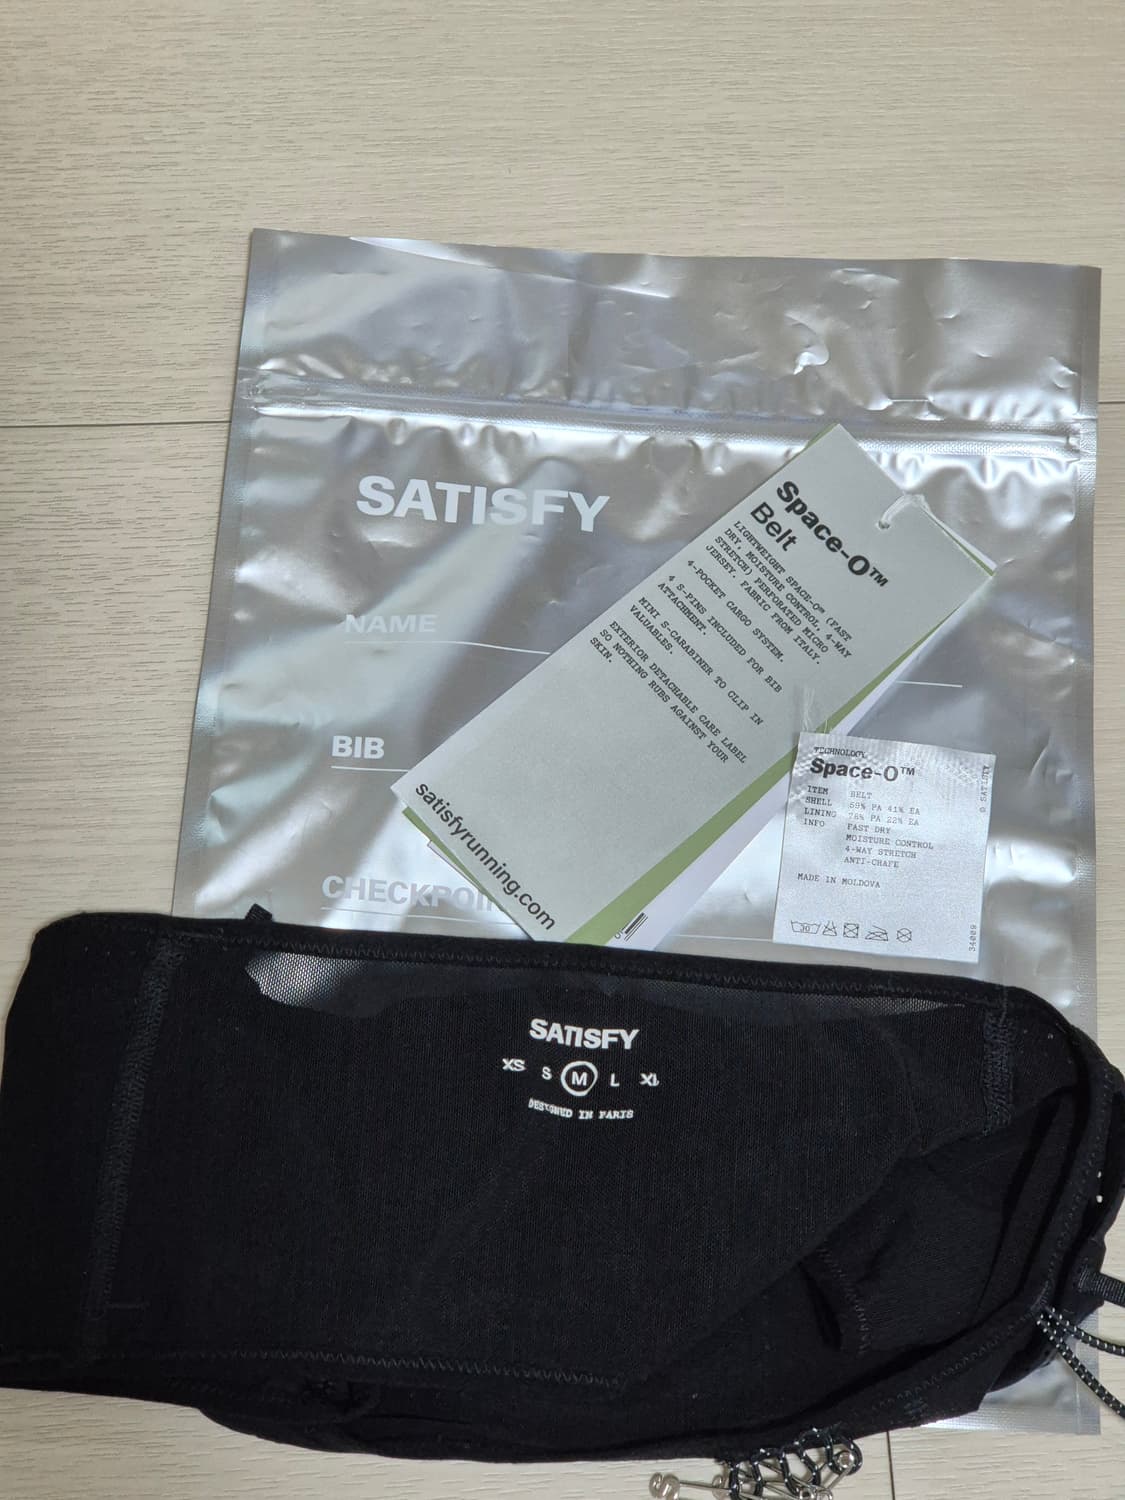 SATISFY
NAME
BIB
Space-O™
Belt
LIGHTWEIGHT SPACE-O™ (FAST
DRY, MOISTURE CONTROL, 4-WAY
STRETCH) PERFORATED MICRO
JERSEY. FABRIC FROM ITALY.
4-POCKET CARGO SYSTEM.
4 S-PINS INCLUDED FOR BIB
ATTACHMENT.
MINI S-CARABINER TO CLIP IN
VALUABLES.
EXTERIOR DETACHABLE CARE LABEL
SO NOTHING RUBS AGAINST YOUR
SKIN.
satisfyrunning.com
TECHNOLOGY
Space-O™
ITEM BELT
SHELL 59% PA 41% EA
LINING 78% PA 22% EA
INFO FAST DRY
MOISTURE CONTROL
4-WAY STRETCH
ANTI-CHAFE
MADE IN MOLDOVA
30
© SATISFY
34009
SATISFY
XS S M L XL
DESIGNED IN PARIS